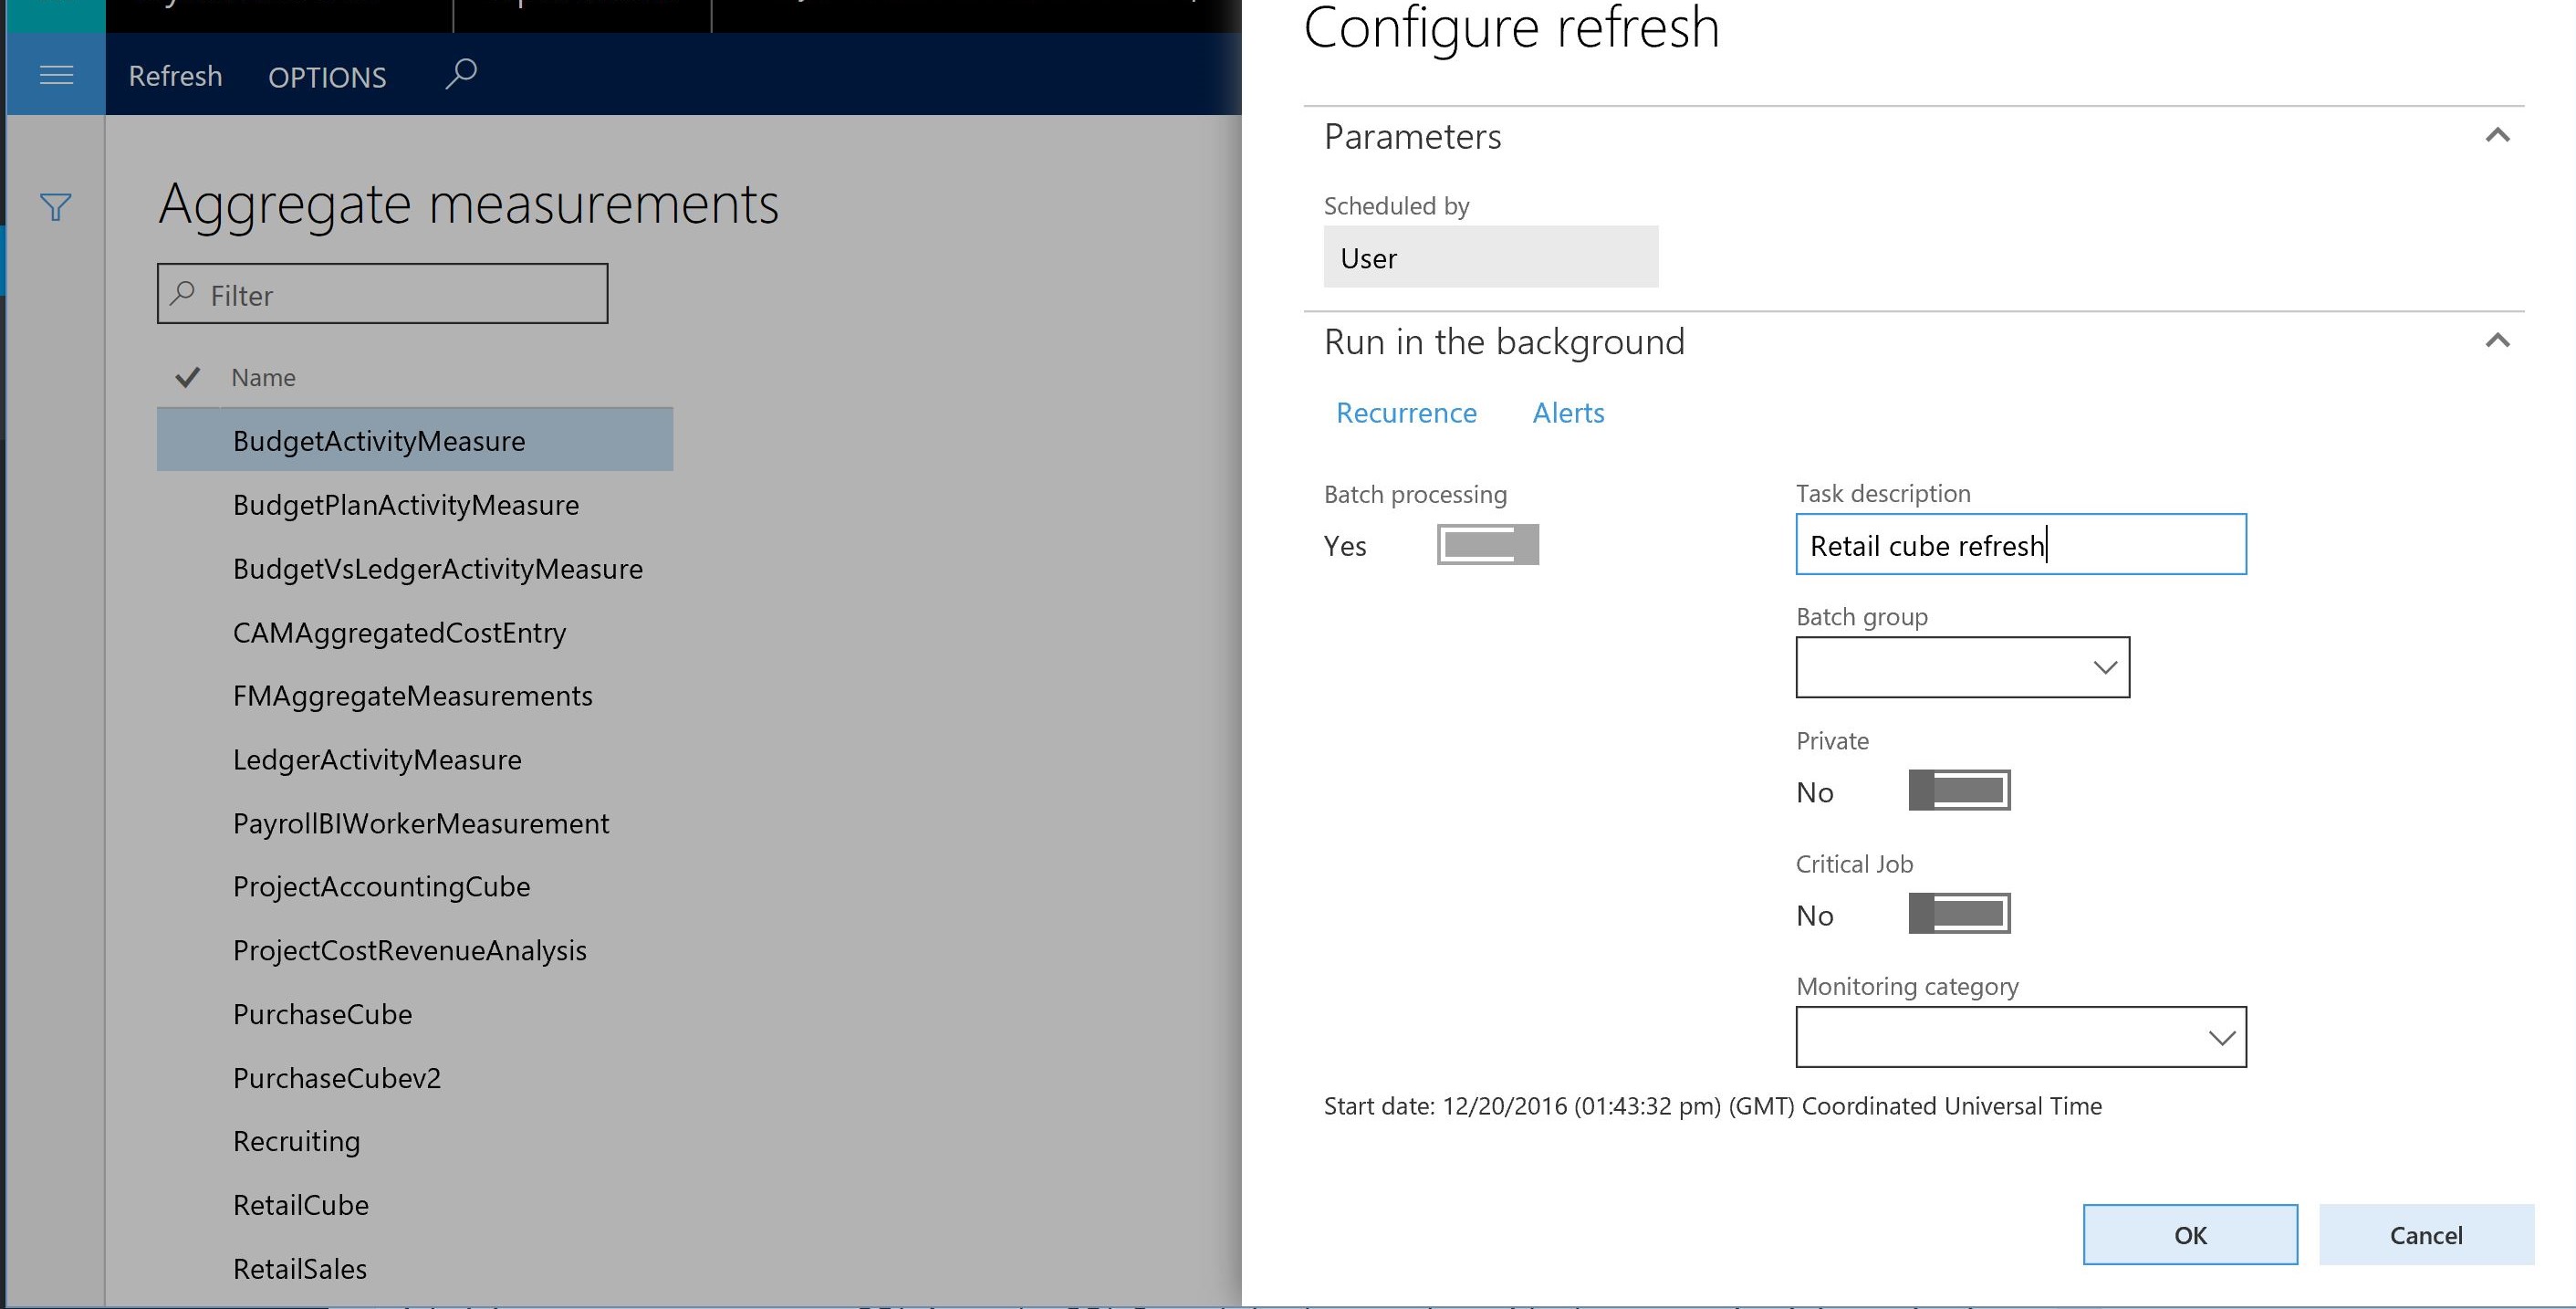 Refresh
OPTIONS
Aggregate measurements
Filter
Name
BudgetActivityMeasure
BudgetPlanActivityMeasure
BudgetVsLedgerActivityMeasure
CAMAggregatedCostEntry
FMAggregateMeasurements
LedgerActivityMeasure
PayrollBIWorkerMeasurement
ProjectAccountingCube
ProjectCostRevenueAnalysis
PurchaseCube
PurchaseCubev2
Recruiting
RetailCube
RetailSales
Configure refresh
Parameters
Scheduled by
User
Run in the background
Recurrence
Alerts
Batch processing
Yes
Task description
Retail cube refresh
Batch group
Private
No
Critical Job
No
Monitoring category
Start date: 12/20/2016 (01:43:32 pm) (GMT) Coordinated Universal Time
OK
Cancel